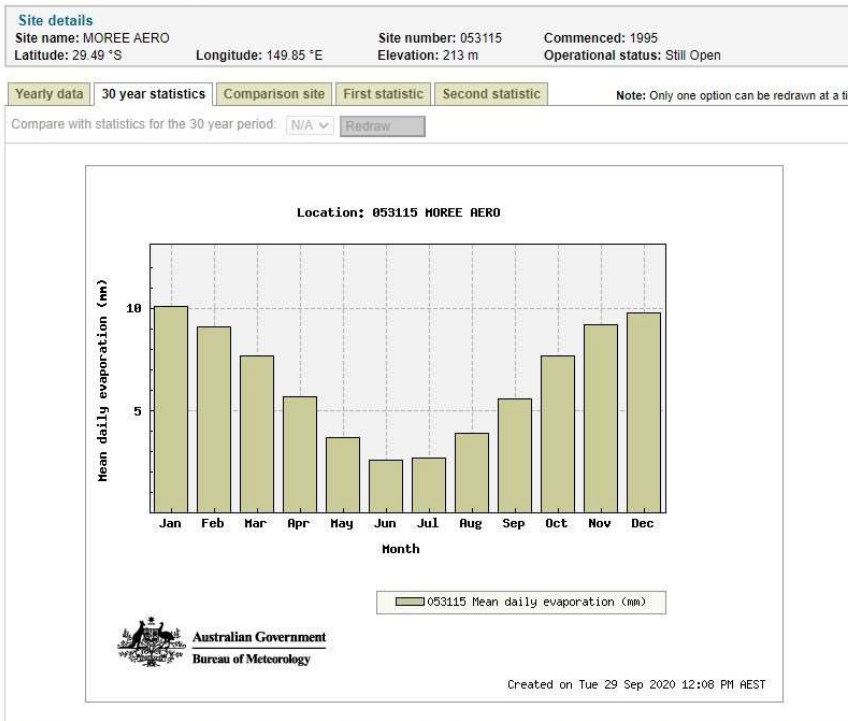 Site details
Site name: MOREE AERO Site number: 053115 Commenced: 1995
Latitude: 29.49 °S Longitude: 149.85 °E Elevation: 213 m Operational status: Still Open
Yearly data 30 year statistics Comparison site First statistic Second statistic Note: Only one option can be redrawn at a ti
Compare with statistics for the 30 year period: N/A Redraw
Location: 053115 MOREE AERO
Mean daily evaporation (mm)
10
5
Jan Feb Mar Apr May Jun Jul Aug Sep Oct Nov Dec
Month
053115 Mean daily evaporation (mm)
Australian Government
Bureau of Meteorology
Created on Tue 29 Sep 2020 12:08 PM AEST